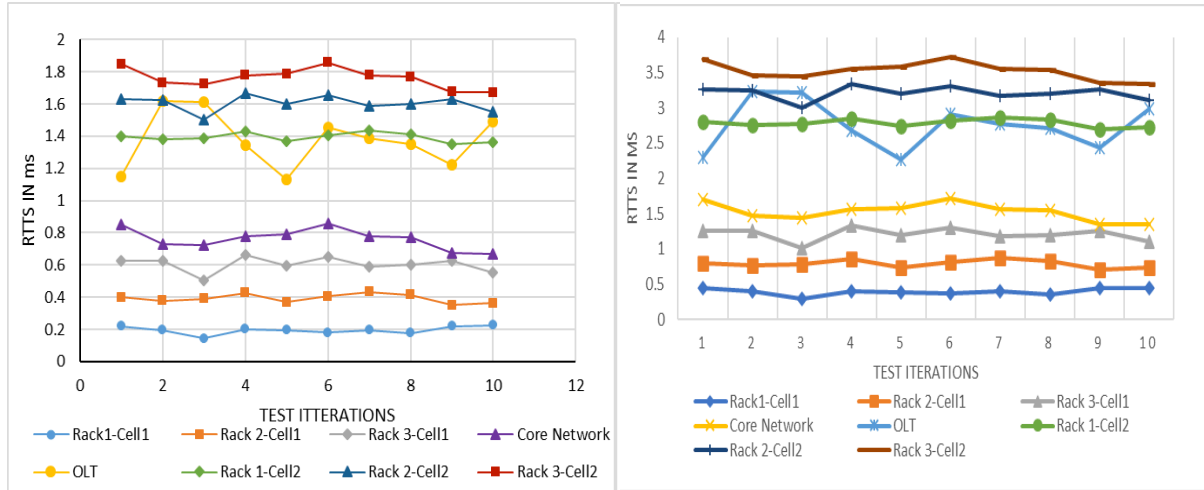 2
1.8
1.6
1.4
1.2
1
0.8
0.6
0.4
0.2
0
RTTS IN ms
0 2 4 6 8 10 12
TEST ITTERATIONS
Rack1-Cell1 Rack 2-Cell1 Rack 3-Cell1 Core Network
OLT Rack 1-Cell2 Rack 2-Cell2 Rack 3-Cell2
4
3.5
3
2.5
2
1.5
1
0.5
0
RTTS IN MS
1 2 3 4 5 6 7 8 9 10
TEST ITERATIONS
Rack1-Cell1 Rack 2-Cell1 Rack 3-Cell1
Core Network OLT Rack 1-Cell2
Rack 2-Cell2 Rack 3-Cell2